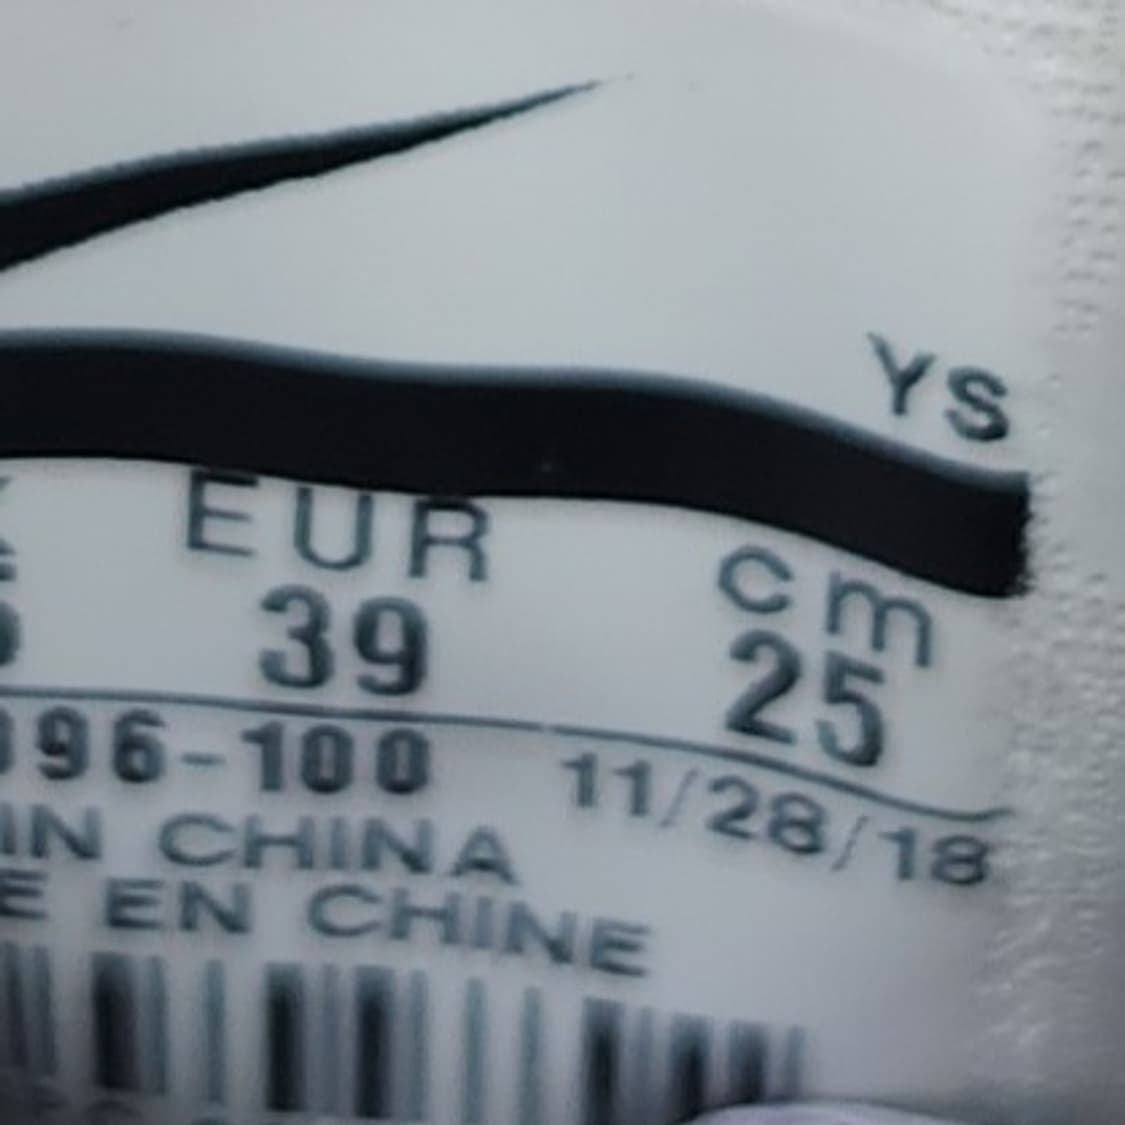 YS
EUR cm
39 25
96-100 11/28/18
IN CHINA
EN CHINE